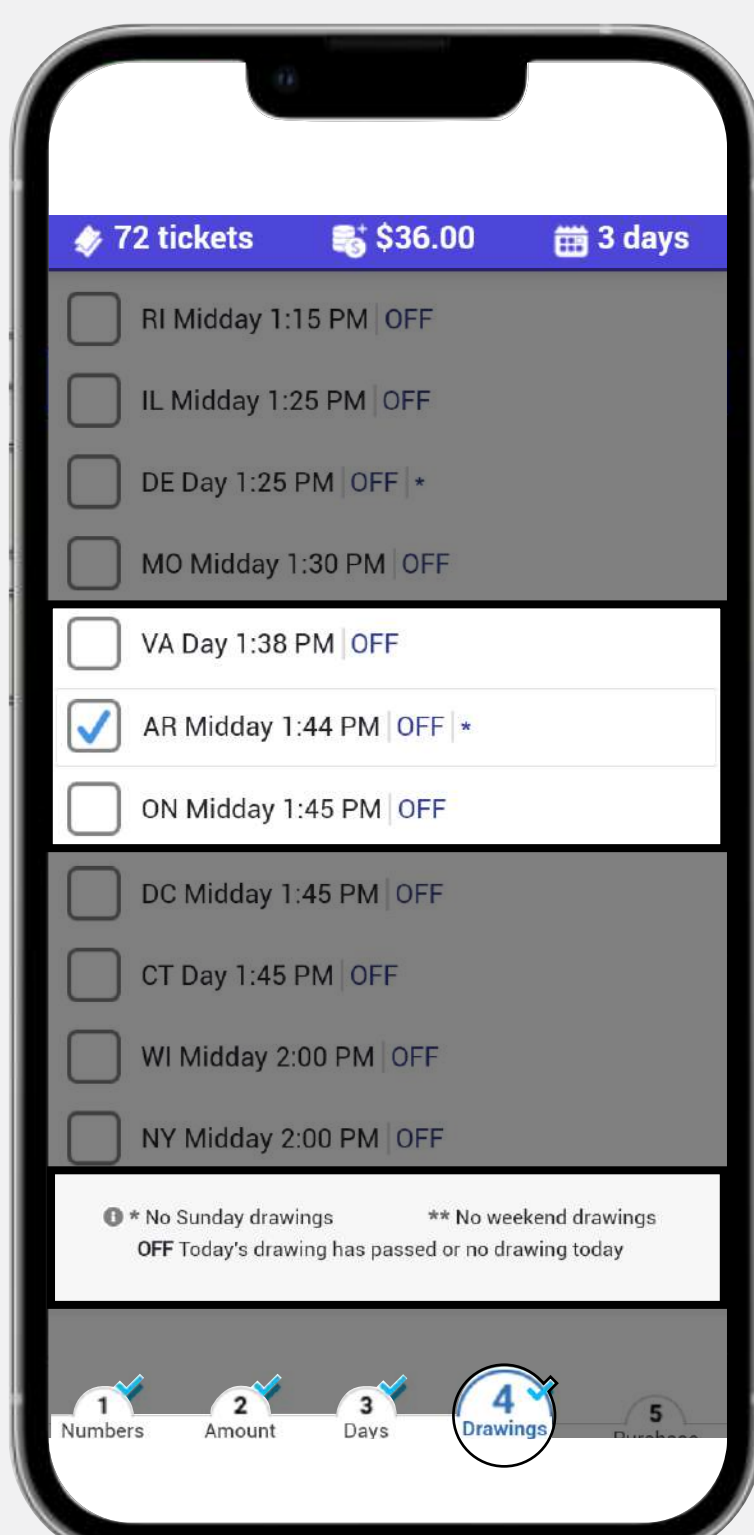 72 tickets $36.00 3 days
RI Midday 1:15 PM OFF
IL Midday 1:25 PM OFF
DE Day 1:25 PM OFF *
MO Midday 1:30 PM OFF
VA Day 1:38 PM OFF
AR Midday 1:44 PM OFF *
ON Midday 1:45 PM OFF
DC Midday 1:45 PM OFF
CT Day 1:45 PM OFF
WI Midday 2:00 PM OFF
NY Midday 2:00 PM OFF
* No Sunday drawings ** No weekend drawings
OFF Today's drawing has passed or no drawing today
1 2 3 4 5
Numbers Amount Days Drawings Purchase